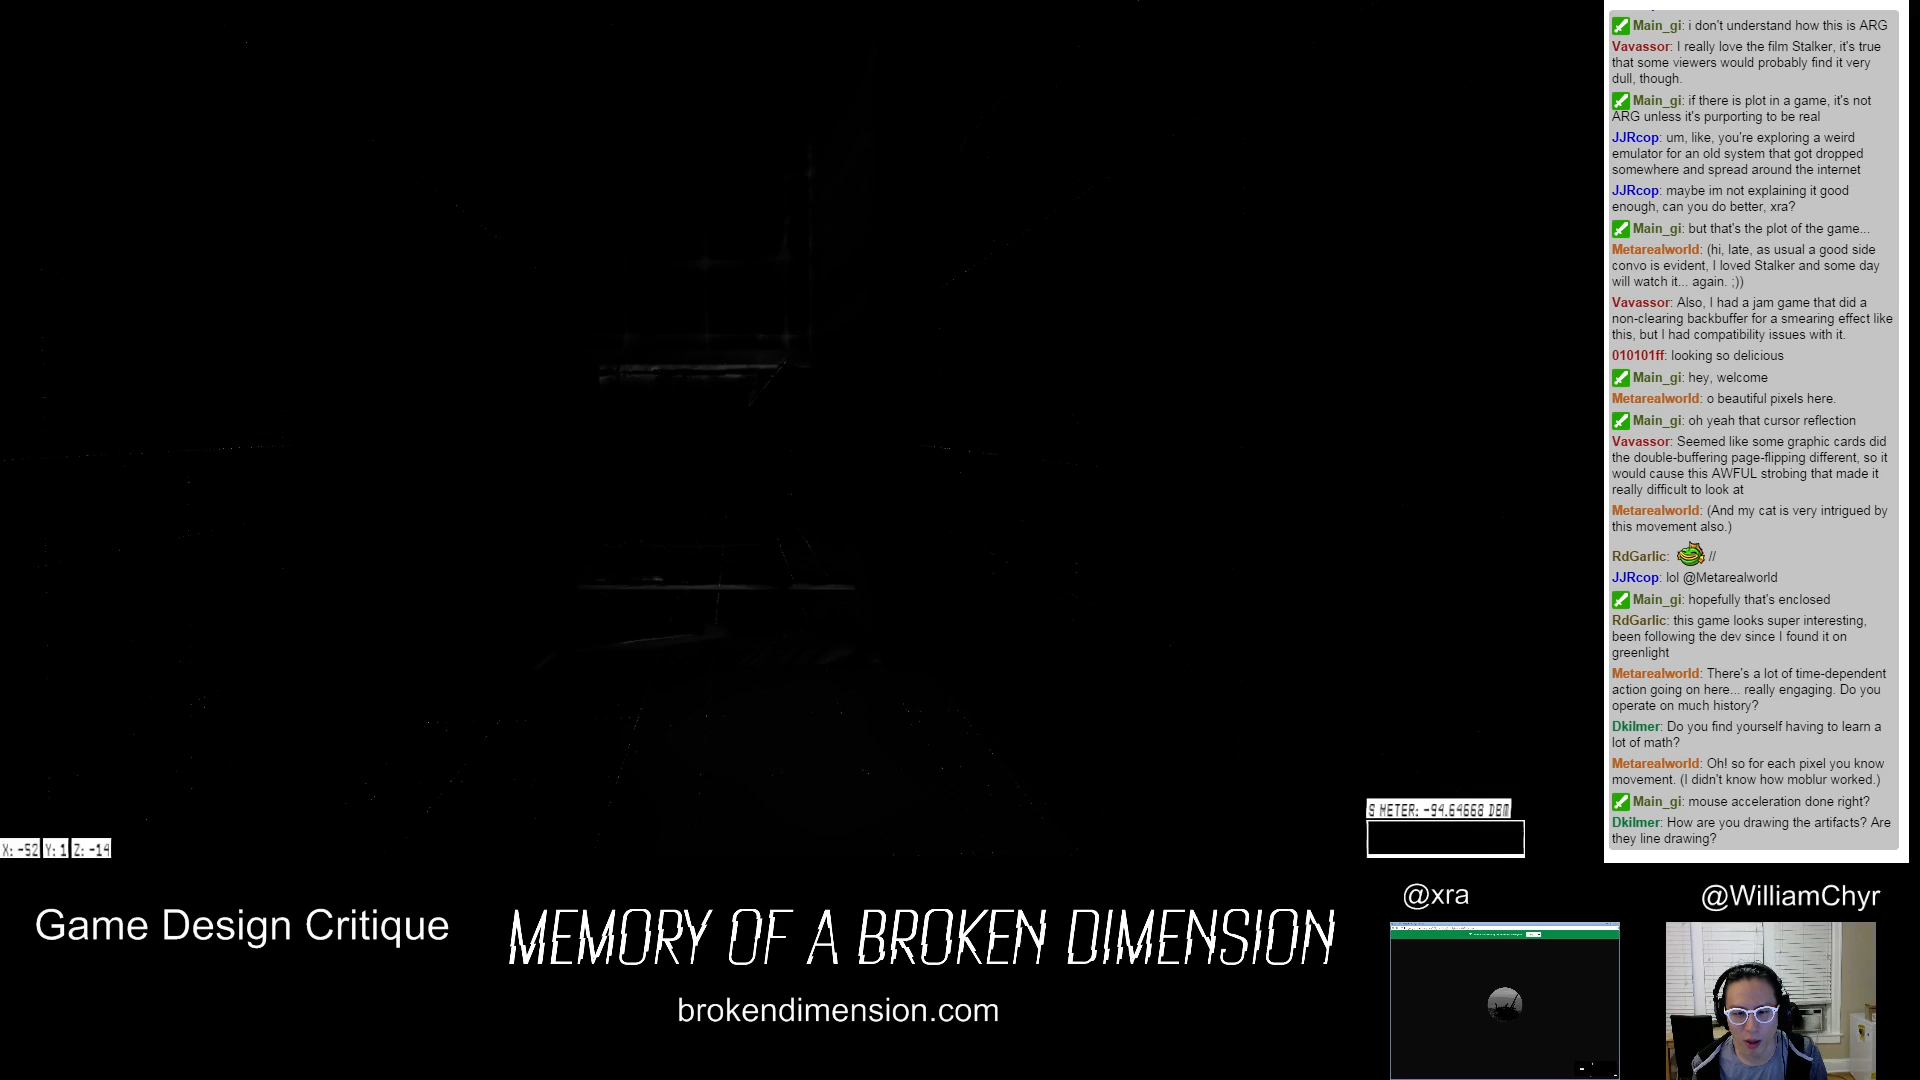 Main_gi: i don't understand how this is ARG
Vavassor: I really love the film Stalker, it's true
that some viewers would probably find it very
dull, though.
Main_gi: if there is plot in a game, it's not
ARG unless it's purporting to be real
JJRcop: um, like, you're exploring a weird
emulator for an old system that got dropped
somewhere and spread around the internet
JJRcop: maybe im not explaining it good
enough, can you do better, xra?
Main_gi: but that's the plot of the game...
Metarealworld: (hi, late, as usual a good side
convo is evident, I loved Stalker and some day
will watch it... again. ;))
Vavassor: Also, I had a jam game that did a
non-clearing backbuffer for a smearing effect like
this, but I had compatibility issues with it.
010101ff: looking so delicious
Main_gi: hey, welcome
Metarealworld: o beautiful pixels here.
Main_gi: oh yeah that cursor reflection
Vavassor: Seemed like some graphic cards did
the double-buffering page-flipping different, so it
would cause this AWFUL strobing that made it
really difficult to look at
Metarealworld: (And my cat is very intrigued by
this movement also.)
RdGarlic: //
JJRcop: lol @Metarealworld
Main_gi: hopefully that's enclosed
RdGarlic: this game looks super interesting,
been following the dev since I found it on
greenlight
Metarealworld: There's a lot of time-dependent
action going on here... really engaging. Do you
operate on much history?
Dkilmer: Do you find yourself having to learn a
lot of math?
Metarealworld: Oh! so for each pixel you know
movement. (I didn't know how moblur worked.)
Main_gi: mouse acceleration done right?
Dkilmer: How are you drawing the artifacts? Are
they line drawing?
S METER: -94.64668 DBM
X: -52 Y: 1 Z: -14
Game Design Critique
MEMORY OF A BROKEN DIMENSION
brokendimension.com
@xra
@WilliamChyr